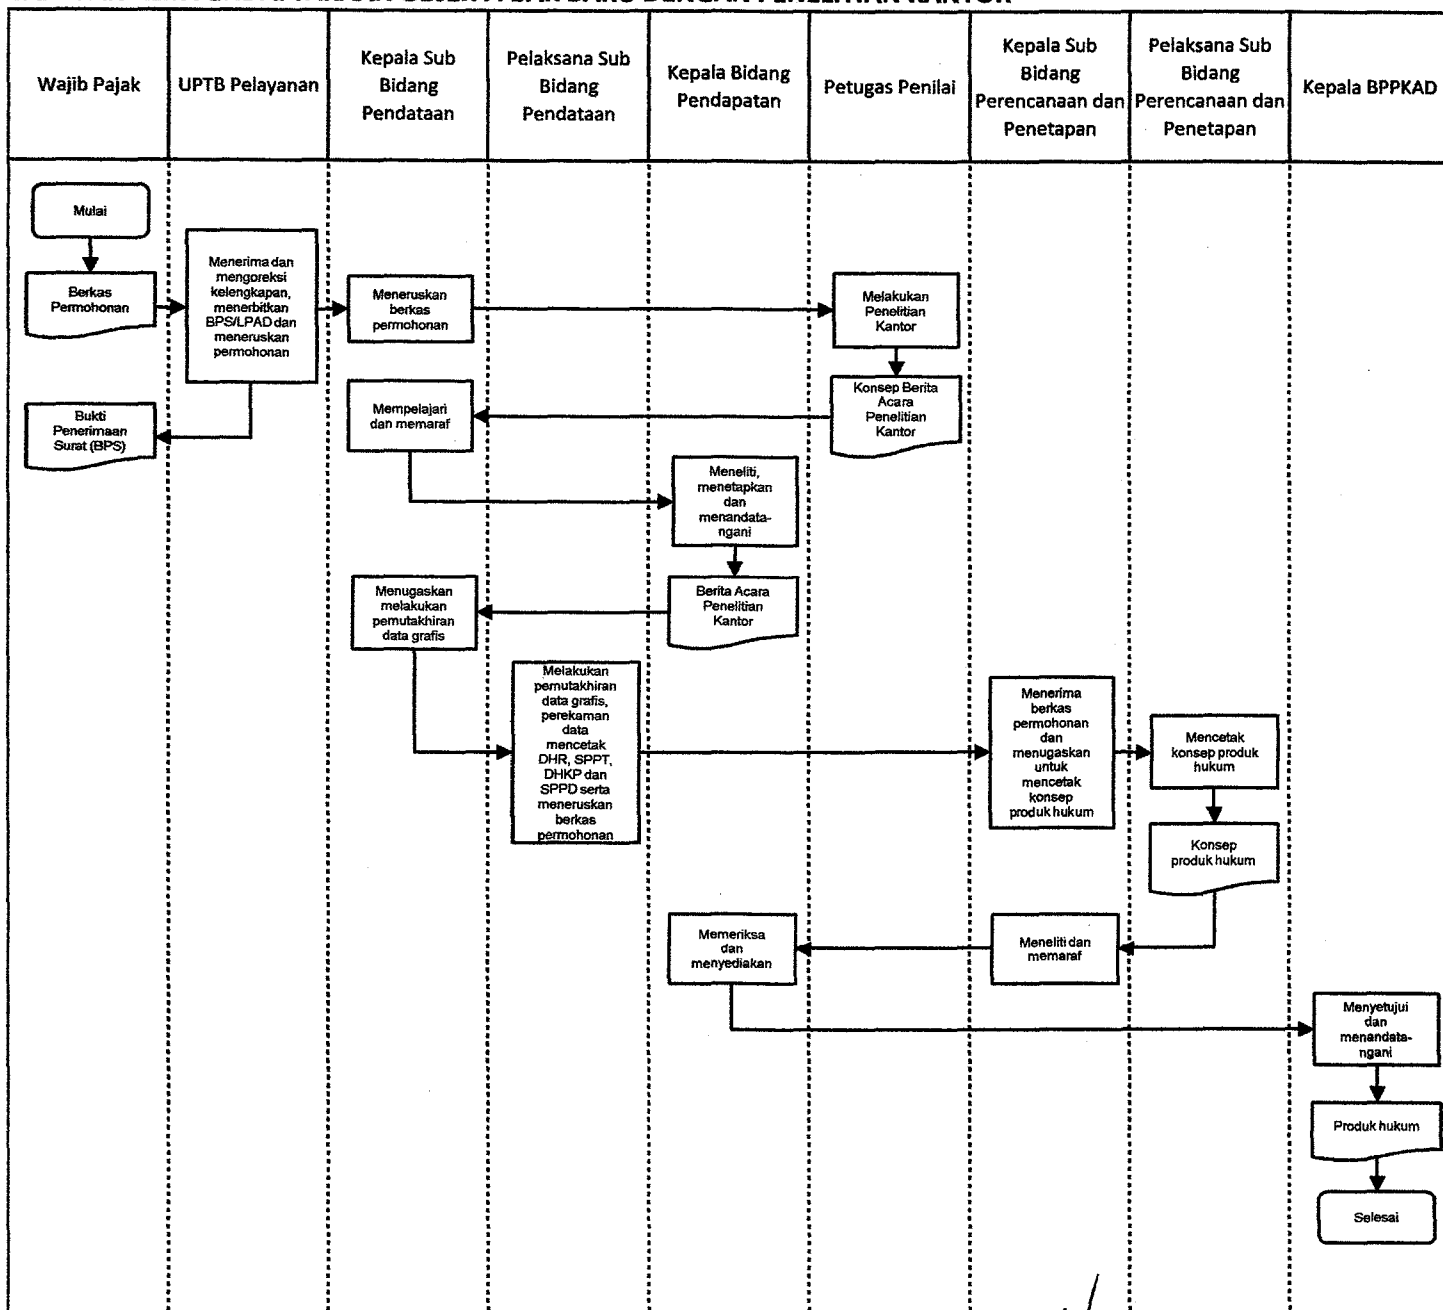 Wajib Pajak
UPTB Pelayanan
Kepala Sub
Bidang
Pendataan
Pelaksana Sub
Bidang
Pendataan
Kepala Bidang
Pendapatan
Petugas Penilai
Kepala Sub
Bidang
Perencanaan dan
Penetapan
Pelaksana Sub
Bidang
Perencanaan dan
Penetapan
Kepala BPPKAD
Mulai
Berkas
Permohonan
Menerima dan
mengoreksi
kelengkapan,
menerbitkan
BPS/LPAD dan
meneruskan
permohonan
Meneruskan
berkas
permohonan
Melakukan
Penelitian
Kantor
Bukti
Penerimaan
Surat (BPS)
Mempelajari
dan memaraf
Konsep Berita
Acara
Penelitian
Kantor
Meneliti,
menetapkan
dan
menandata-
ngani
Menugaskan
melakukan
pemutakhiran
data grafis
Berita Acara
Penelitian
Kantor
Melakukan
pemutakhiran
data grafis,
perekaman
data
mencetak
DHR, SPPT,
DHKP dan
SPPD serta
meneruskan
berkas
permohonan
Menerima
berkas
permohonan
dan
menugaskan
untuk
mencetak
konsep
produk hukum
Mencetak
konsep produk
hukum
Konsep
produk hukum
Memeriksa
dan
menyediakan
Meneliti dan
memaraf
Menyetujui
dan
menandata-
ngani
Produk hukum
Selesai